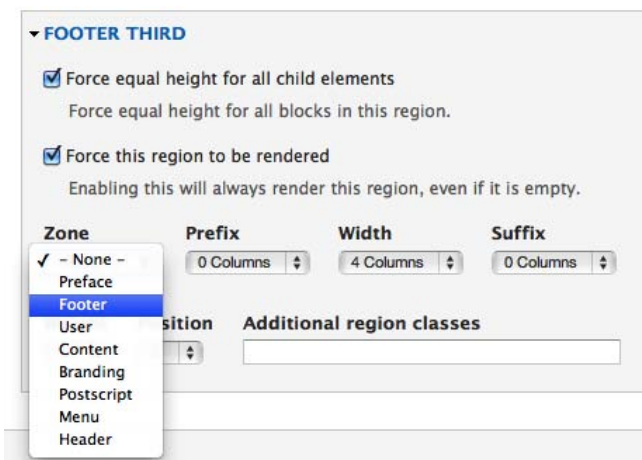 FOOTER THIRD
Force equal height for all child elements
Force equal height for all blocks in this region.
Force this region to be rendered
Enabling this will always render this region, even if it is empty.
Zone Prefix Width Suffix
– None – 0 Columns 4 Columns 0 Columns
Preface
Footer
User sition Additional region classes
Content
Branding
Postscript
Menu
Header